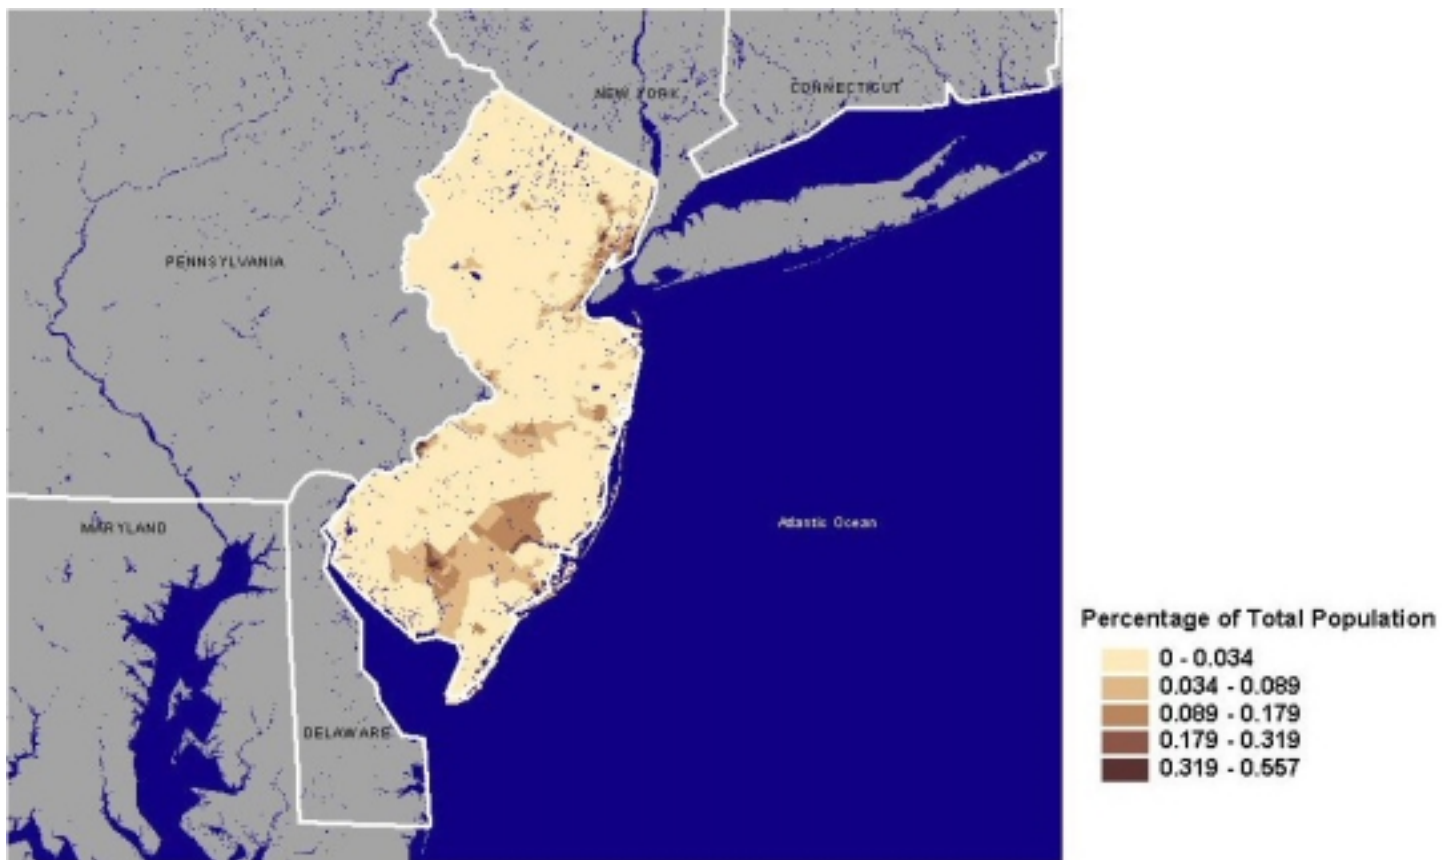 NEW YORK
CONNECTICUT
PENNSYLVANIA
MARYLAND
Atlantic Ocean
DELAWARE
Percentage of Total Population
0 - 0.034
0.034 - 0.089
0.089 - 0.179
0.179 - 0.319
0.319 - 0.557